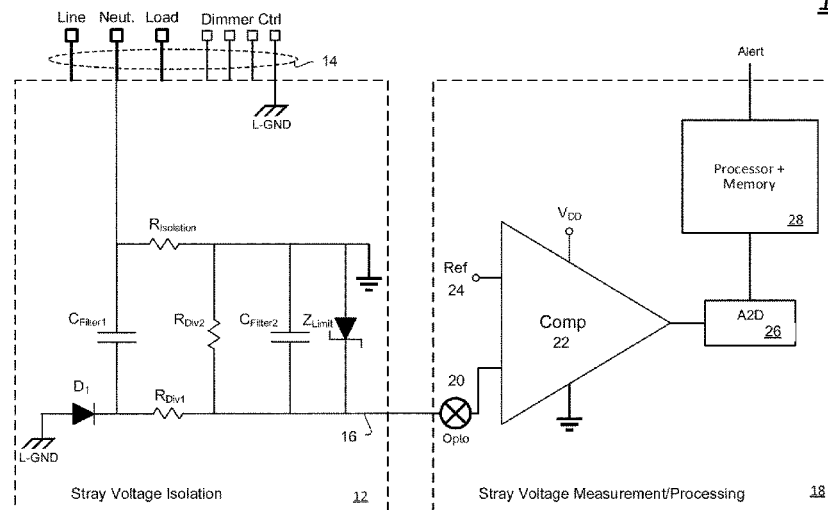 Line Neut. Load Dimmer Ctrl
14
Alert
L-GND
Processor +
Memory
28
VDD
RIsolation
Ref
24
Comp
22
A2D
26
CFilter1
RDiv2
CFilter2
ZLimit
20
D1
RDiv1
16
Opto
L-GND
Stray Voltage Isolation
12
Stray Voltage Measurement/Processing
18